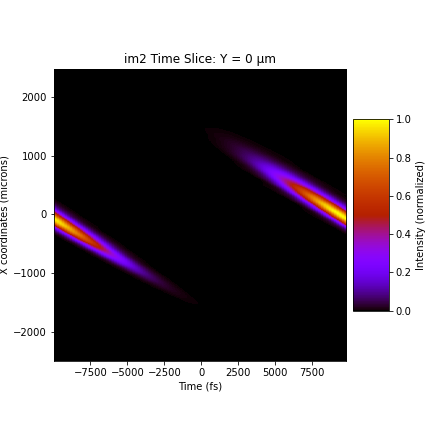 im2 Time Slice: Y = 0 μm
2000
1000
0
−1000
−2000
X coordinates (microns)
−7500 −5000 −2500 0 2500 5000 7500
Time (fs)
1.0
0.8
0.6
0.4
0.2
0.0
Intensity (normalized)